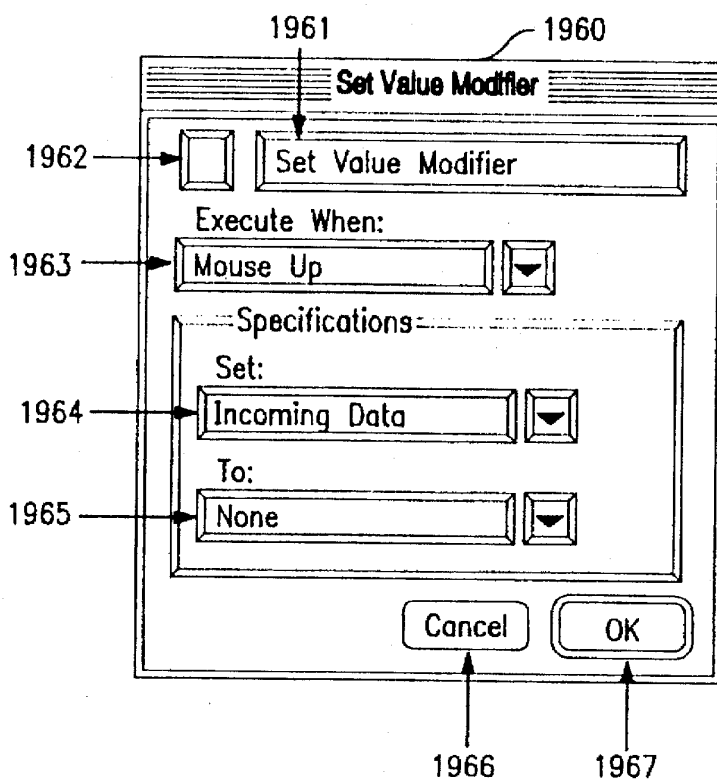 1961
1960
Set Value Modifier
1962
Set Value Modifier
Execute When:
1963
Mouse Up
Specifications
Set:
1964
Incoming Data
To:
1965
None
Cancel
OK
1966
1967